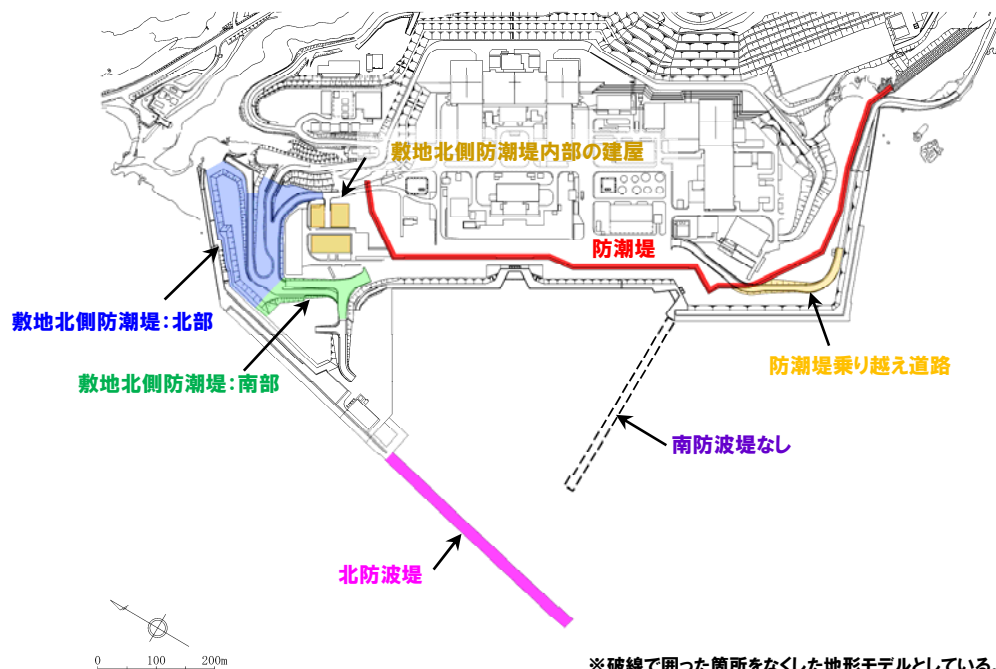 敷地北側防潮堤内部の建屋
防潮堤
敷地北側防潮堤:北部
敷地北側防潮堤:南部
防潮堤乗り越え道路
南防波堤なし
北防波堤
0 100 200m
※破線で囲った箇所をなくした地形モデルとしている。